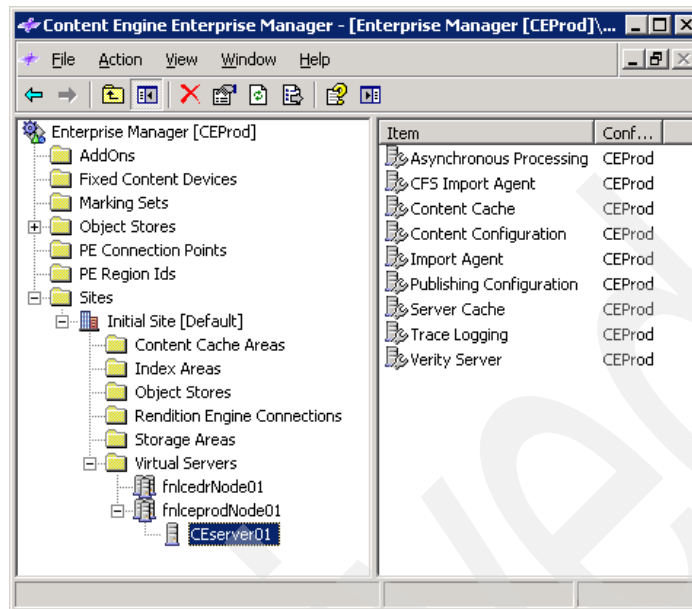 Content Engine Enterprise Manager - [Enterprise Manager [CEProd]\...
File Action View Window Help
Enterprise Manager [CEProd]
AddOns
Fixed Content Devices
Marking Sets
Object Stores
PE Connection Points
PE Region Ids
Sites
Initial Site [Default]
Content Cache Areas
Index Areas
Object Stores
Rendition Engine Connections
Storage Areas
Virtual Servers
fnlcedrNode01
fnlceprodNode01
CEserver01
Item Conf...
Asynchronous Processing CEProd
CFS Import Agent CEProd
Content Cache CEProd
Content Configuration CEProd
Import Agent CEProd
Publishing Configuration CEProd
Server Cache CEProd
Trace Logging CEProd
Verity Server CEProd